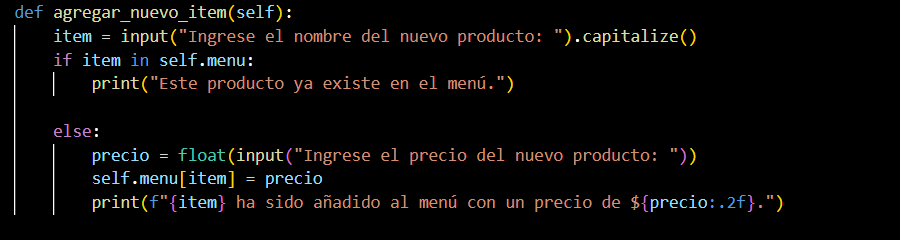 def agregar_nuevo_item(self):
    item = input("Ingrese el nombre del nuevo producto: ").capitalize()
    if item in self.menu:
        print("Este producto ya existe en el menú.")

    else:
        precio = float(input("Ingrese el precio del nuevo producto: "))
        self.menu[item] = precio
        print(f"{item} ha sido añadido al menú con un precio de ${precio:.2f}.")